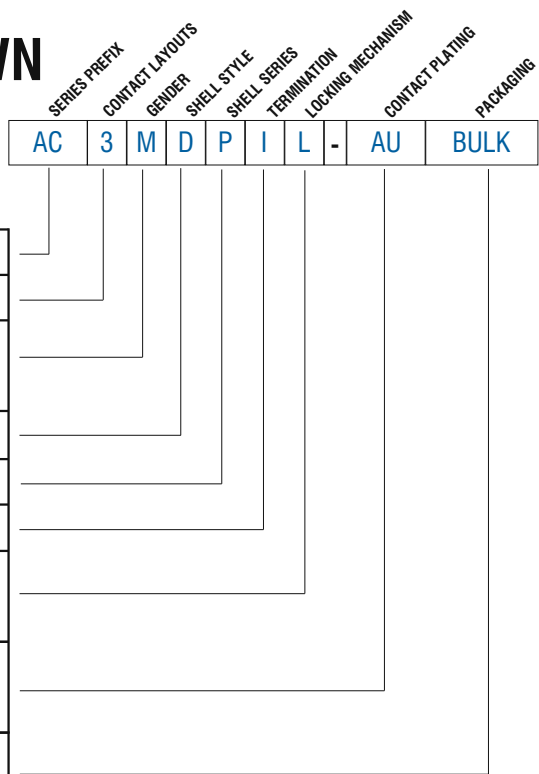 WN
SERIES PREFIX
CONTACT LAYOUTS
GENDER
SHELL STYLE
SHELL SERIES
TERMINATION
LOCKING MECHANISM
CONTACT PLATING
PACKAGING
AC 3 M D P I L - AU BULK